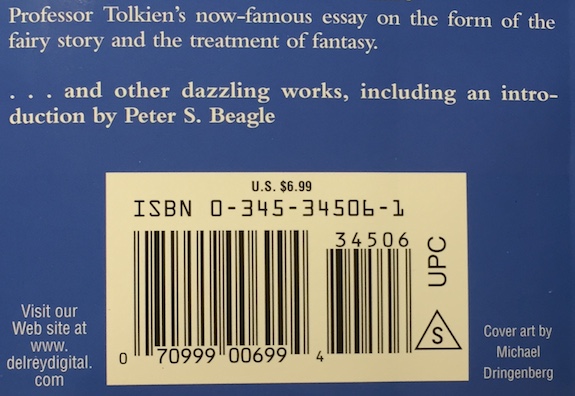 Professor Tolkien's now-famous essay on the form of the
fairy story and the treatment of fantasy.
. . . and other dazzling works, including an intro-
duction by Peter S. Beagle
U.S. $6.99
ISBN 0-345-34506-1
34506
UPC
S
0 70999 00699 4
Visit our
Web site at
www.
delreydigital.
com
Cover art by
Michael
Dringenberg